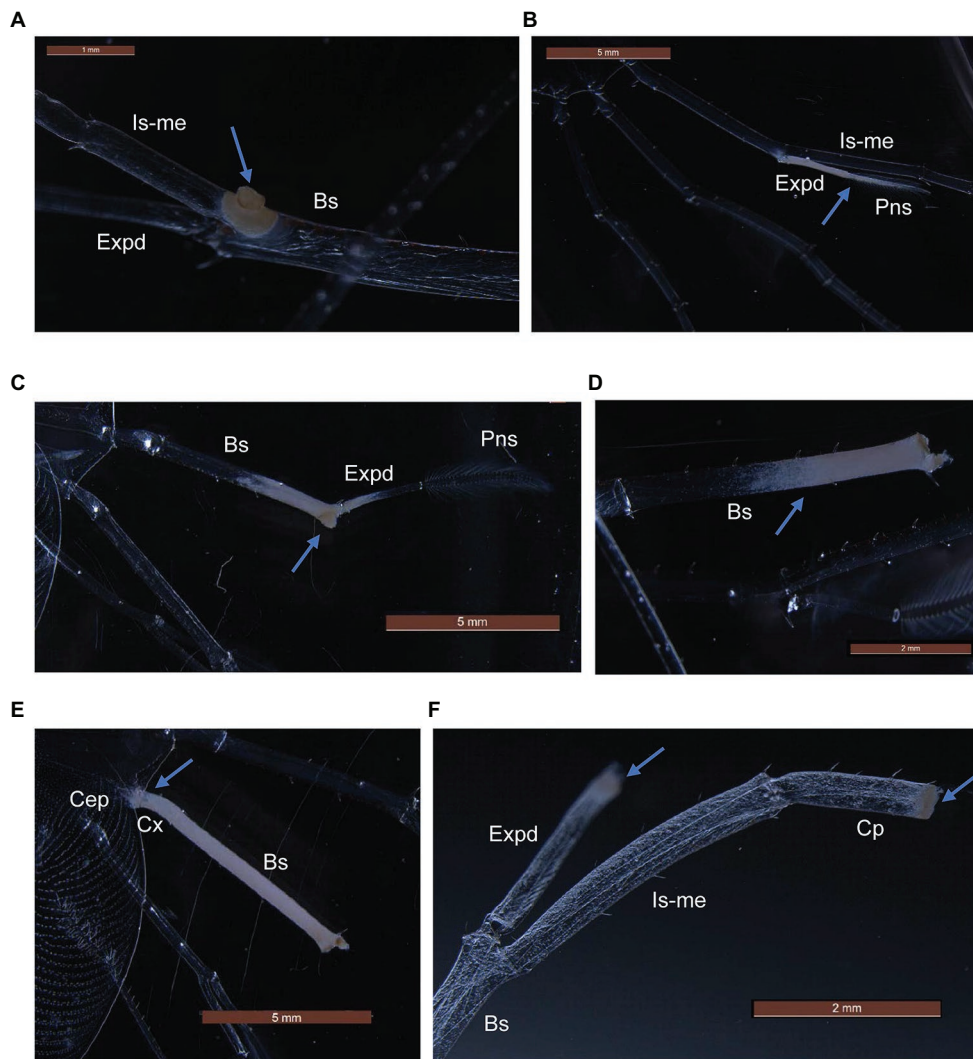 A
1 mm
Is-me
Bs
Expd
B
5 mm
Is-me
Expd
Pns
C
Bs
Expd
Pns
5 mm
D
Bs
2 mm
E
Cep
Cx
Bs
5 mm
F
Expd
Cp
Is-me
2 mm
Bs